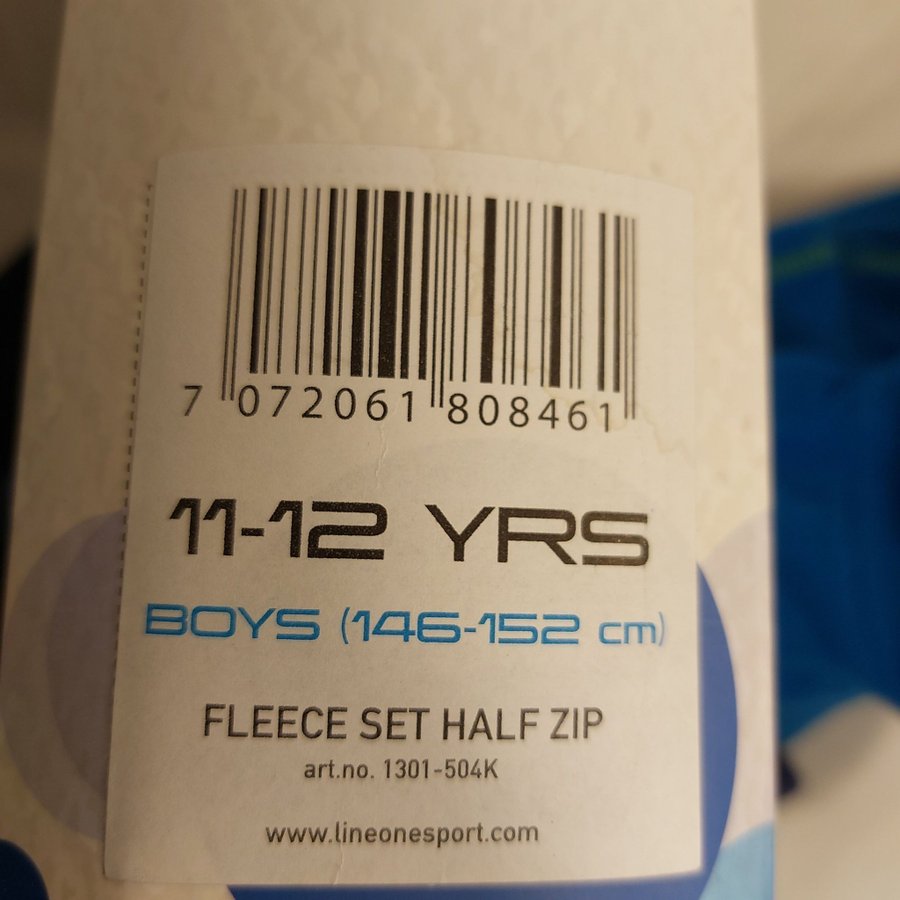 7 072061 808461
11-12 YRS
BOYS (146-152 cm)
FLEECE SET HALF ZIP
art.no. 1301-504K
www.lineonesport.com